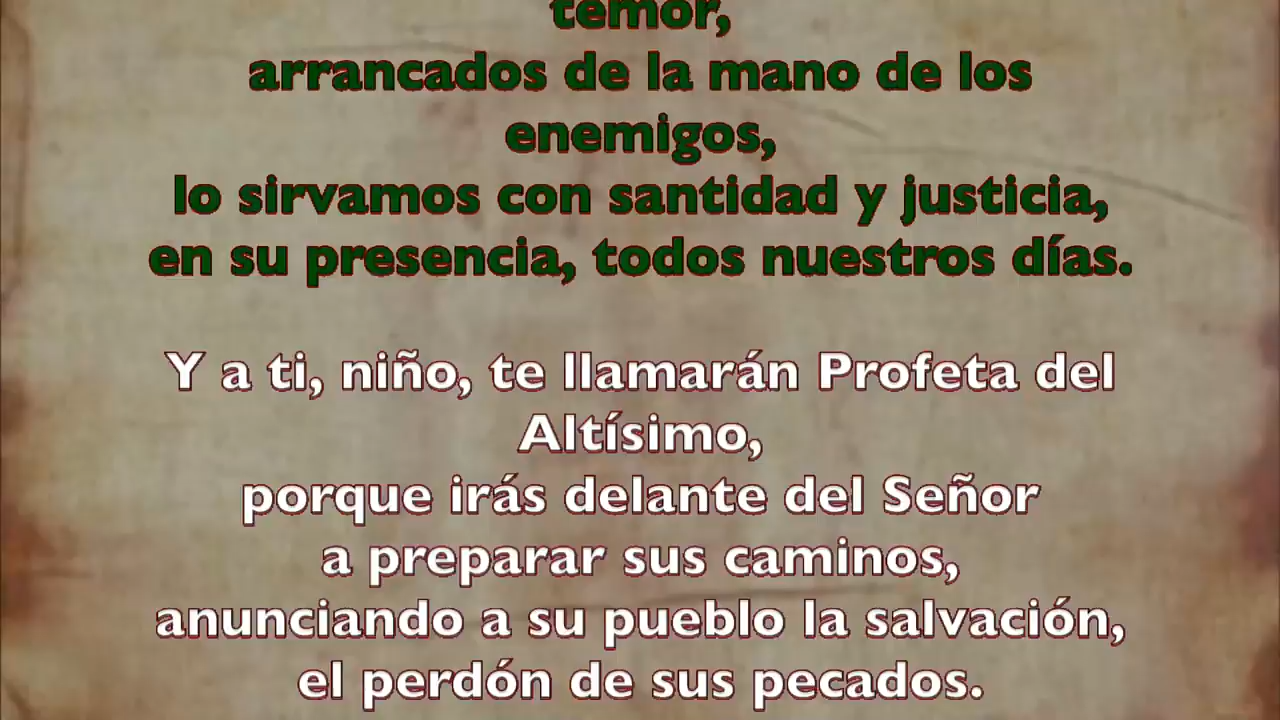 temor,
arrancados de la mano de los
enemigos,
lo sirvamos con santidad y justicia,
en su presencia, todos nuestros días.
Y a ti, niño, te llamarán Profeta del
Altísimo,
porque irás delante del Señor
a preparar sus caminos,
anunciando a su pueblo la salvación,
el perdón de sus pecados.